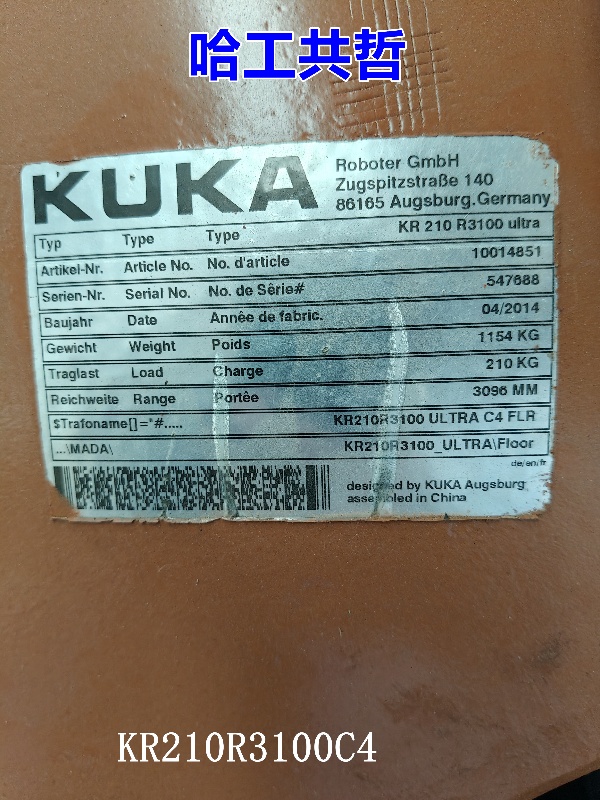 哈工共哲
KUKA
Roboter GmbH
Zugspitzstraße 140
86165 Augsburg.Germany
Typ Type Type KR 210 R3100 ultra
Artikel-Nr. Article No. No. d'article 10014851
Serien-Nr. Serial No. No. de Sêrie# 547688
Baujahr Date Annêe de fabric. 04/2014
Gewicht Weight Poids 1154 KG
Traglast Load Charge 210 KG
Reichweite Range Portêe 3096 MM
$Trafoname[]="#..... KR210R3100 ULTRA C4 FLR
...\MADA\ KR210R3100_ULTRA\Floor
de/en/fr
designed by KUKA Augsburg
assembled in China
KR210R3100C4